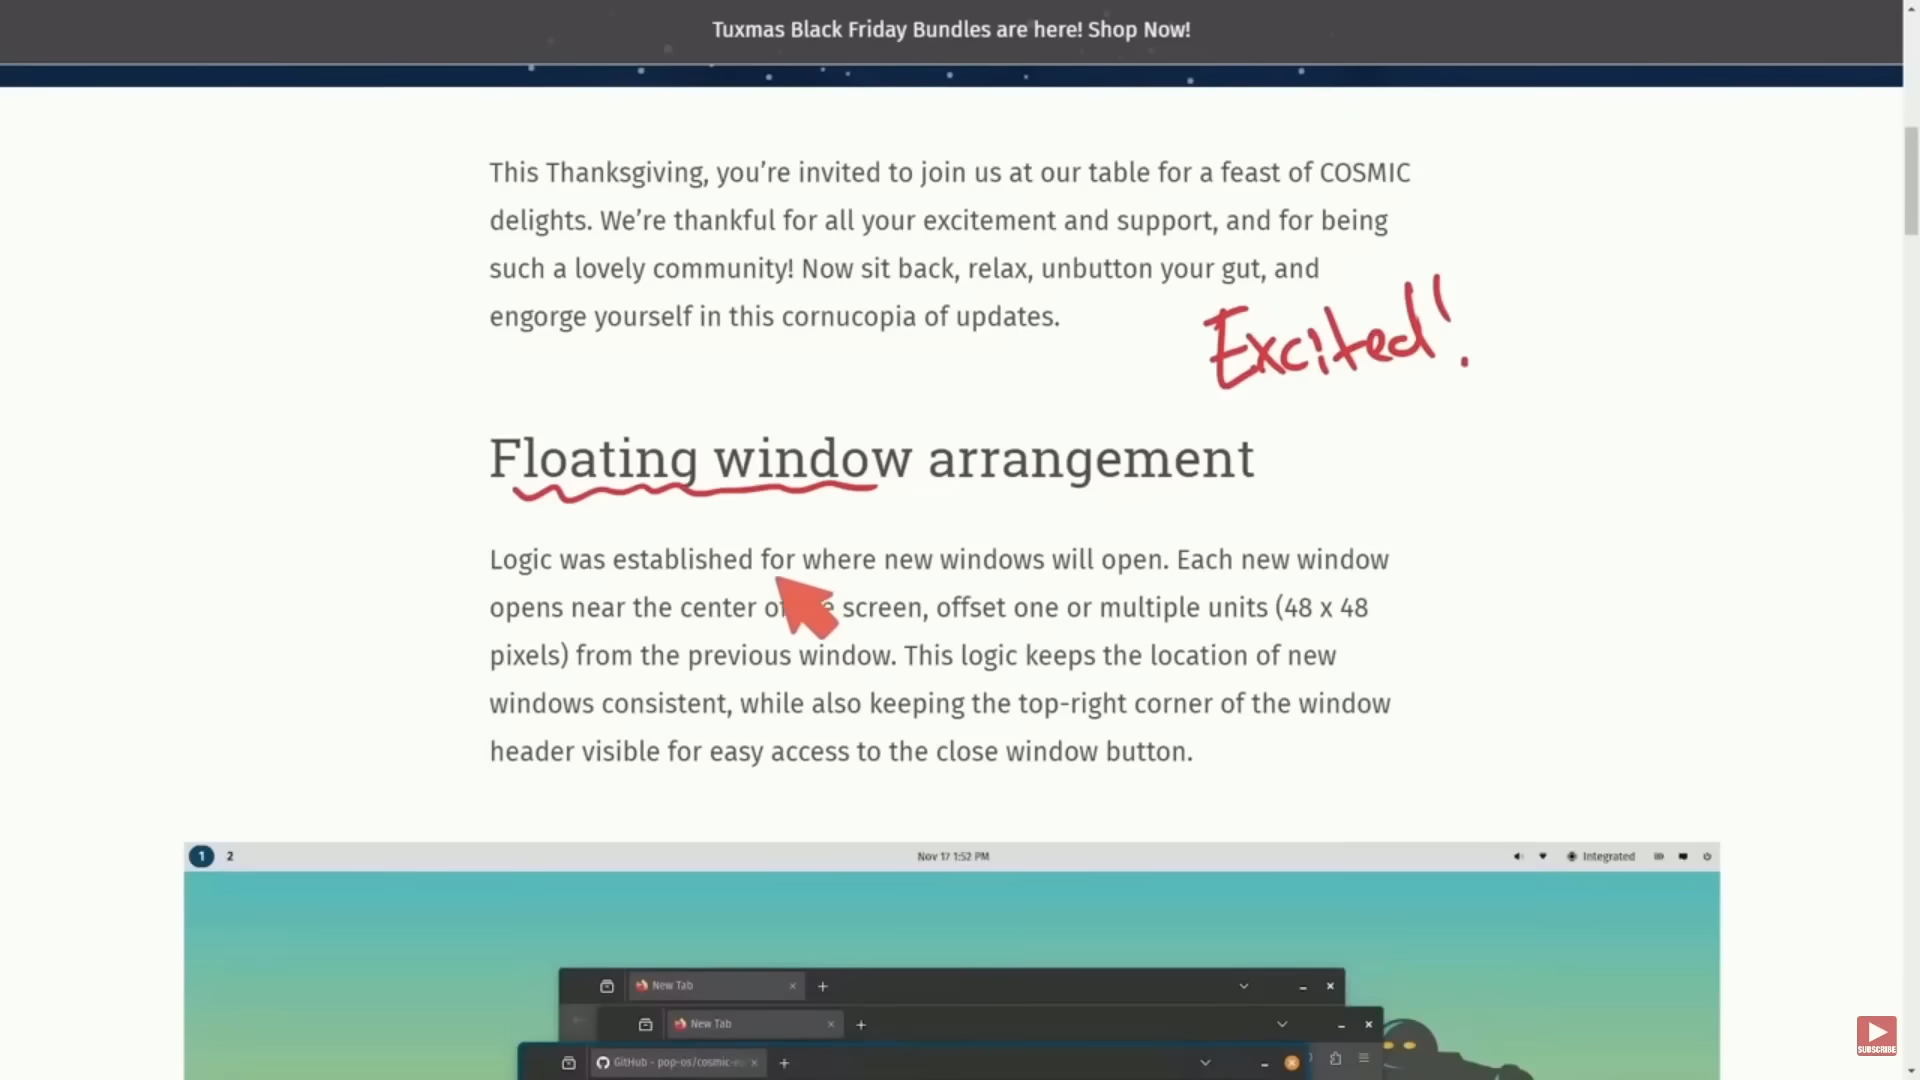 Tuxmas Black Friday Bundles are here! Shop Now!
This Thanksgiving, you’re invited to join us at our table for a feast of COSMIC
delights. We’re thankful for all your excitement and support, and for being
such a lovely community! Now sit back, relax, unbutton your gut, and
engorge yourself in this cornucopia of updates.
Excited!
Floating window arrangement
Logic was established for where new windows will open. Each new window
opens near the center screen, offset one or multiple units (48 x 48
pixels) from the previous window. This logic keeps the location of new
windows consistent, while also keeping the top-right corner of the window
header visible for easy access to the close window button.
1 2 Nov 17 1:52 PM Integrated
New Tab
New Tab
GitHub - pop-os/cosmic-
SUBSCRIBE